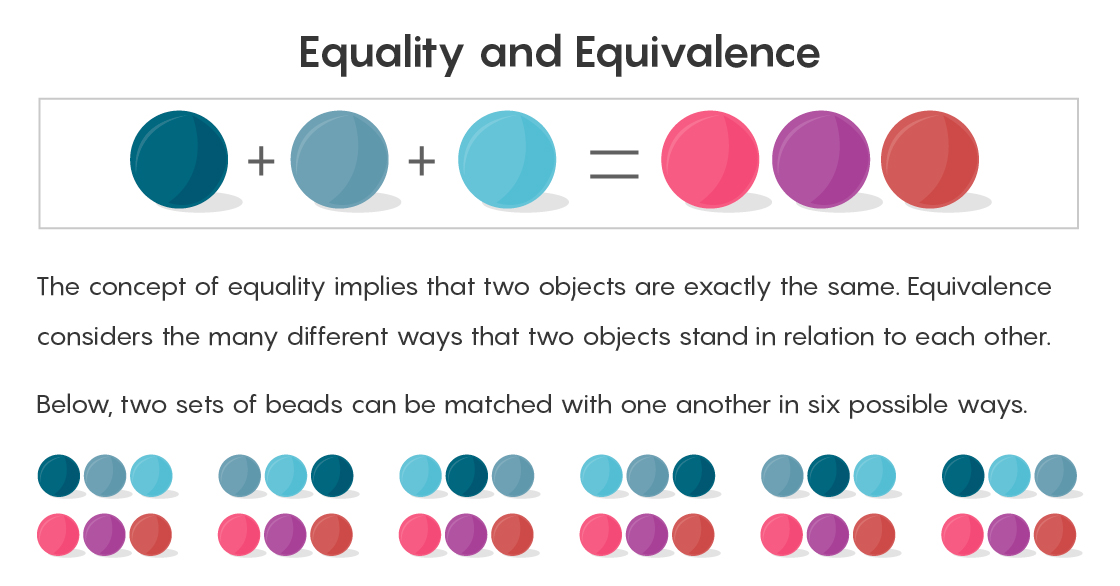 Equality and Equivalence
+ + =
The concept of equality implies that two objects are exactly the same. Equivalence
considers the many different ways that two objects stand in relation to each other.
Below, two sets of beads can be matched with one another in six possible ways.